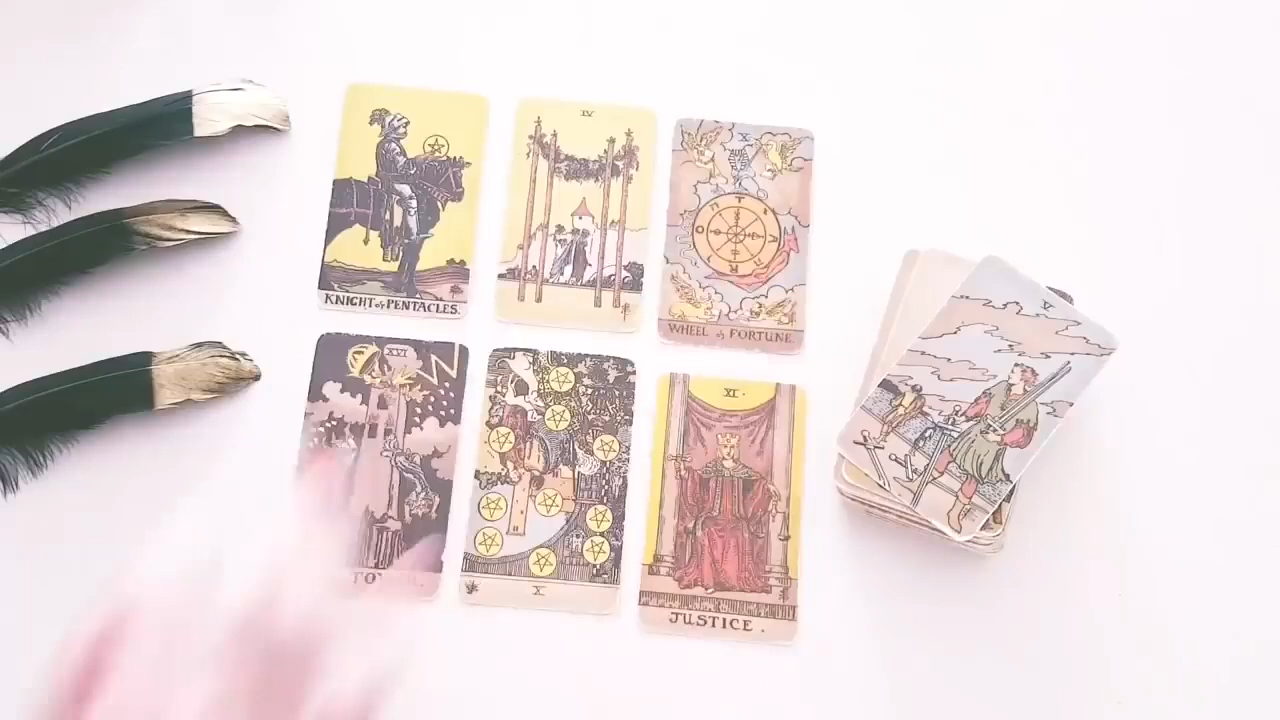 KNIGHT of PENTACLES.
IV
X
WHEEL of FORTUNE.
XVI
X
XI.
JUSTICE.
V